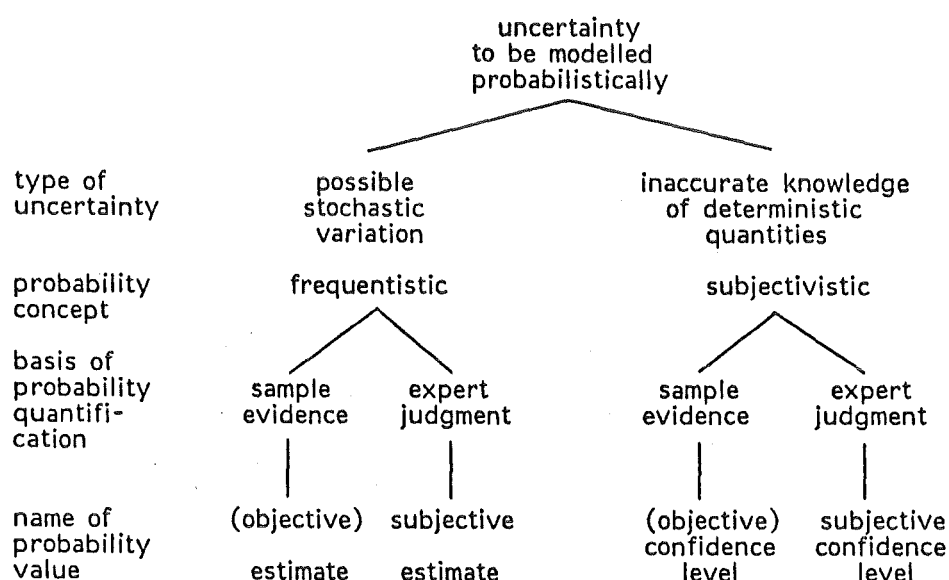 uncertainty
to be modelled
probabilistically
type of
uncertainty
possible
stochastic
variation
inaccurate knowledge
of deterministic
quantities
probability
concept
frequentistic
subjectivistic
basis of
probability
quantifi-
cation
sample
evidence
expert
judgment
sample
evidence
expert
judgment
name of
probability
value
(objective)
estimate
subjective
estimate
(objective)
confidence
level
subjective
confidence
level